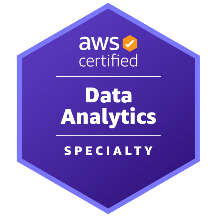 aws
certified
Data
Analytics
SPECIALTY